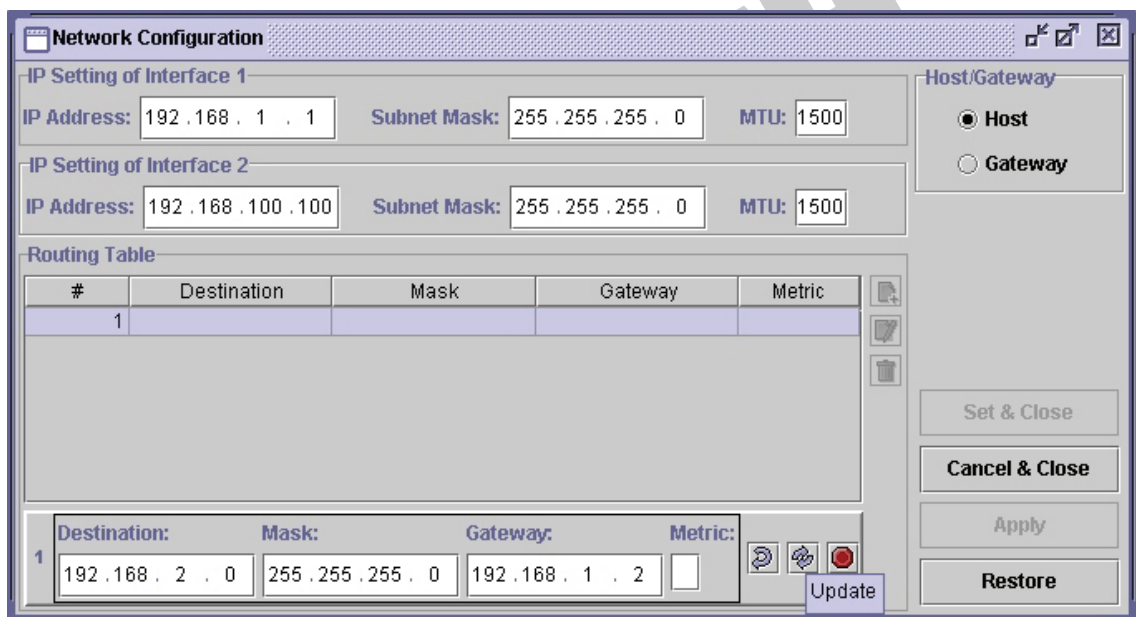 Network Configuration
IP Setting of Interface 1
IP Address: 192 .168 . 1 . 1 Subnet Mask: 255 .255 .255 . 0 MTU: 1500
IP Setting of Interface 2
IP Address: 192 .168 .100 .100 Subnet Mask: 255 .255 .255 . 0 MTU: 1500
Host/Gateway
Host
Gateway
Routing Table
# Destination Mask Gateway Metric
1
Set & Close
Cancel & Close
Apply
Restore
Destination: Mask: Gateway: Metric:
1 192 .168 . 2 . 0 255 .255 .255 . 0 192 .168 . 1 . 2
Update